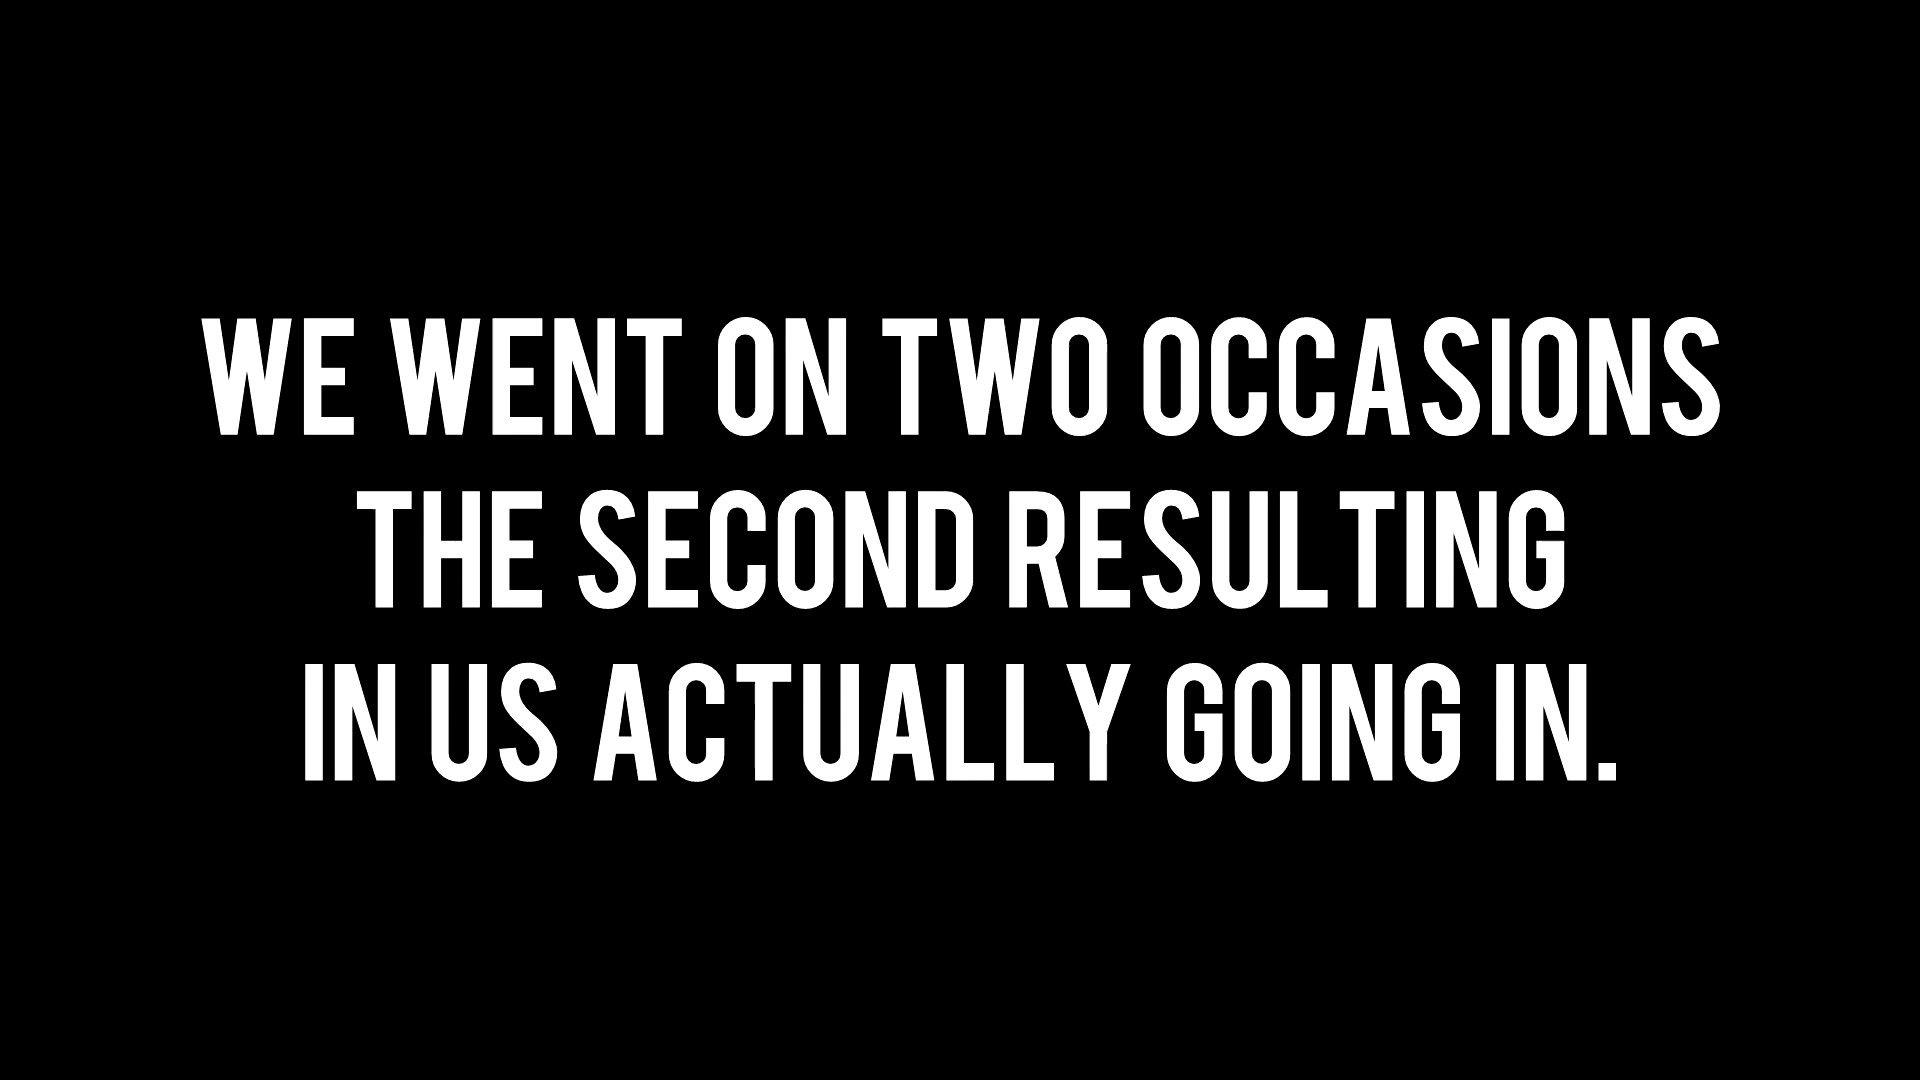 WE WENT ON TWO OCCASIONS
THE SECOND RESULTING
IN US ACTUALLY GOING IN.